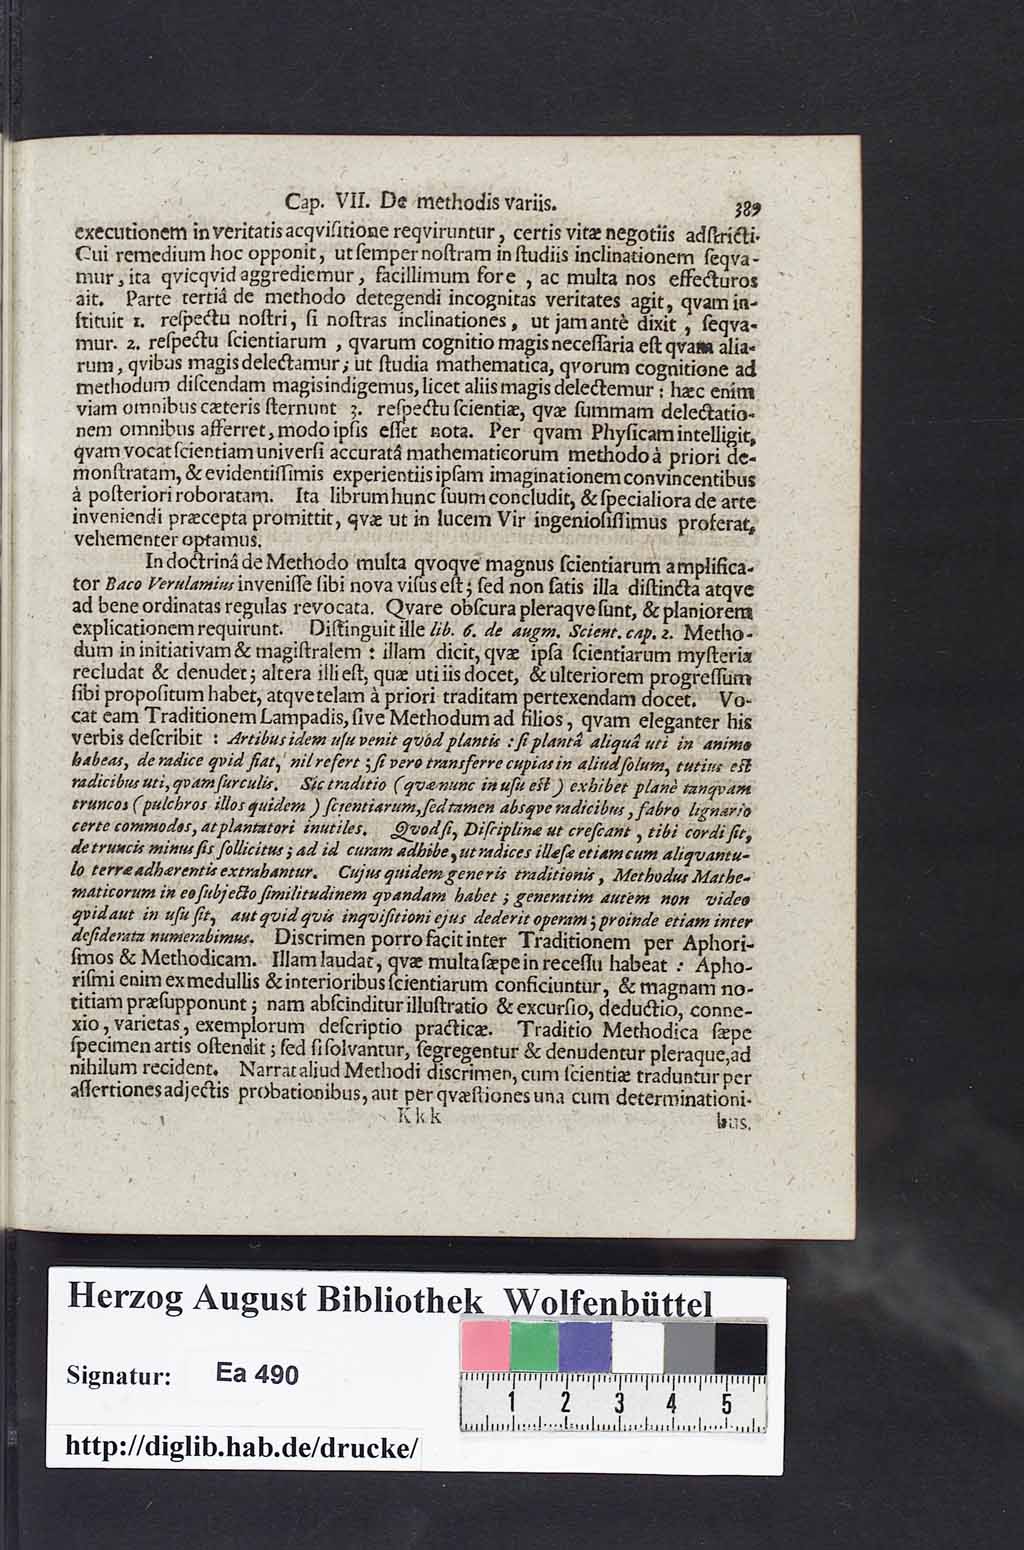 Cap. VII. De methodis variis. 389
executionem in veritatis acqviſitione reqviruntur, certis vitæ negotiis adſtricti.
Cui remedium hoc opponit, ut ſemper noſtram in ſtudiis inclinationem ſeqva-
mur, ita qvicqvid aggrediemur, facillimum fore, ac multa nos effecturos
ait. Parte tertiâ de methodo detegendi incognitas veritates agit, qvam in-
ſtituit 1. reſpectu noſtri, ſi noſtras inclinationes, ut jam antè dixit, ſeqva-
mur. 2. reſpectu ſcientiarum, qvarum cognitio magis neceſſaria eſt qvam alia-
rum, qvibus magis delectamur; ut ſtudia mathematica, qvorum cognitione ad
methodum diſcendam magis indigemus, licet aliis magis delectemur: hæc enim
viam omnibus cæteris ſternunt 3. reſpectu ſcientiæ, qvæ ſummam delectatio-
nem omnibus afferret, modo ipſis eſſet nota. Per qvam Phyſicam intelligit,
qvam vocat ſcientiam univerſi accuratâ mathematicorum methodo à priori de-
monſtratam, & evidentiſſimis experientiis ipſam imaginationem convincentibus
à poſteriori roboratam. Ita librum hunc ſuum concludit, & ſpecialiora de arte
inveniendi præcepta promittit, qvæ ut in lucem Vir ingenioſiſſimus proferat,
vehementer optamus.
In doctrinâ de Methodo multa qvoqve magnus ſcientiarum amplifica-
tor Baco Verulamius inveniſſe ſibi nova viſus eſt; ſed non ſatis illa diſtincta atqve
ad bene ordinatas regulas revocata. Qvare obſcura pleraqve ſunt, & planiorem
explicationem requirunt. Diſtinguit ille lib. 6. de augm. Scient. cap. 2. Metho-
dum in initiativam & magiſtralem: illam dicit, qvæ ipſa ſcientiarum myſteria
recludat & denudet; altera illi eſt, quæ uti iis docet, & ulteriorem progreſſum
ſibi propoſitum habet, atqve telam à priori traditam pertexendam docet. Vo-
cat eam Traditionem Lampadis, ſive Methodum ad filios, qvam eleganter his
verbis deſcribit: Artibus idem uſu venit qvòd plantis: ſi plantâ aliquâ uti in animo
habeas, de radice qvid fiat, nil refert; ſi vero transferre cupias in aliud ſolum, tutius eſt
radicibus uti, qvam ſurculis. Sic traditio (qvæ nunc in uſu eſt) exhibet planè tanqvam
truncos (pulchros illos quidem) ſcientiarum, ſed tamen absqve radicibus, fabro lignario
certe commodos, at plantatori inutiles. Qvod ſi, Diſciplinæ ut creſcant, tibi cordi ſit,
de truncis minus ſis ſollicitus; ad id curam adhibe, ut radices illæſæ etiam cum aliqvantu-
lo terræ adhærentis extrahantur. Cujus quidem generis traditionis, Methodus Mathe-
maticorum in eo ſubjecto ſimilitudinem qvandam habet; generatim autem non video
qvid aut in uſu ſit, aut qvid qvis inqviſitioni ejus dederit operam; proinde etiam inter
deſiderata numerabimus. Discrimen porro facit inter Traditionem per Aphori-
ſmos & Methodicam. Illam laudat, qvæ multa ſæpe in receſſu habeat: Apho-
riſmi enim ex medullis & interioribus ſcientiarum conficiuntur, & magnam no-
titiam præſupponunt; nam abſcinditur illuſtratio & excurſio, deductio, conne-
xio, varietas, exemplorum deſcriptio practicæ. Traditio Methodica ſæpe
ſpecimen artis oſtendit; ſed ſi ſolvantur, ſegregentur & denudentur pleraque, ad
nihilum recident. Narrat aliud Methodi discrimen, cum ſcientiæ traduntur per
aſſertiones adjectis probationibus, aut per qvæſtiones una cum determinationi-
Kkk bus.
Herzog August Bibliothek Wolfenbüttel
Signatur: Ea 490
1 2 3 4 5
http://diglib.hab.de/drucke/